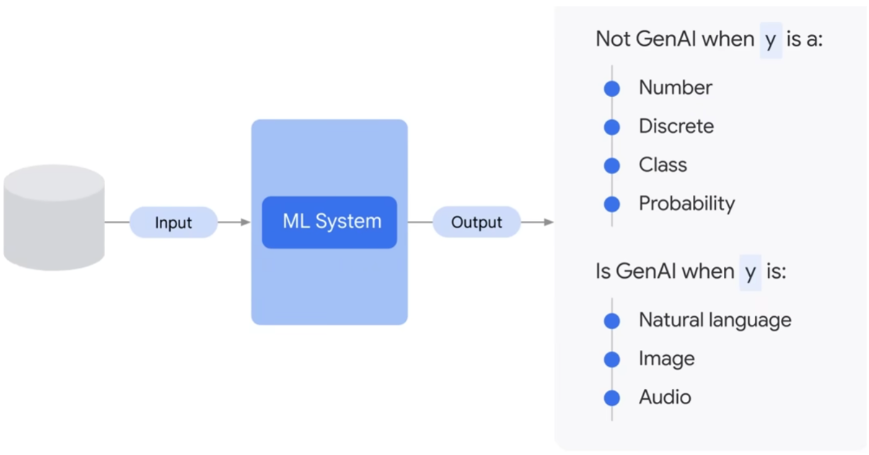 Not GenAI when y is a:
Number
Discrete
Class
Probability
Input
ML System
Output
Is GenAI when y is:
Natural language
Image
Audio